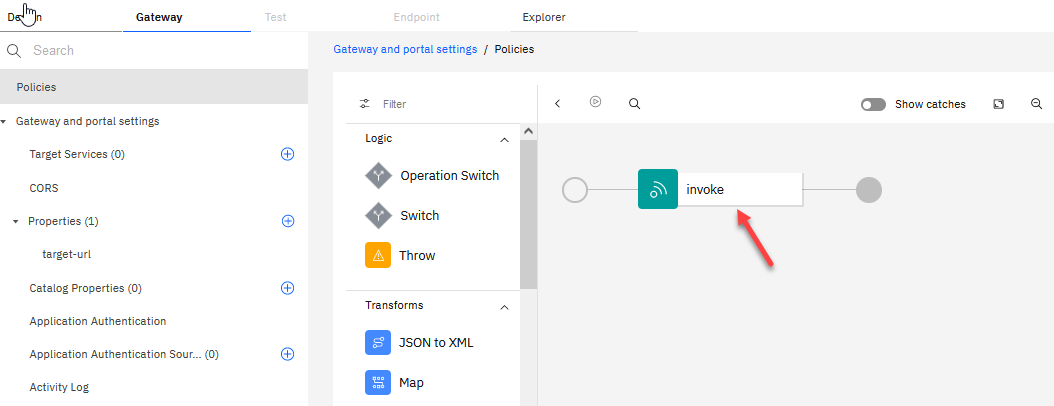 Gateway
Test
Endpoint
Explorer
Search
Policies
Gateway and portal settings
Target Services (0)
CORS
Properties (1)
target-url
Catalog Properties (0)
Application Authentication
Application Authentication Sour... (0)
Activity Log
Gateway and portal settings / Policies
Filter
Show catches
Logic
Operation Switch
Switch
Throw
Transforms
JSON to XML
Map
invoke